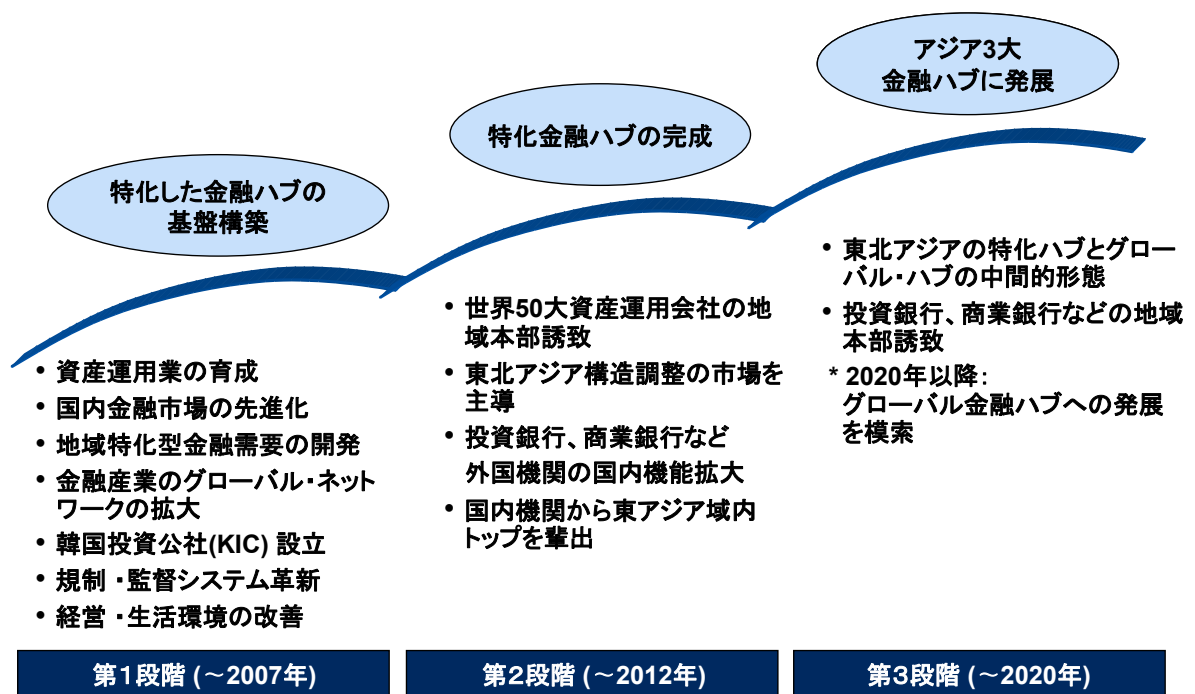 特化した金融ハブの
基盤構築
• 資産運用業の育成
• 国内金融市場の先進化
• 地域特化型金融需要の開発
• 金融産業のグローバル・ネット
ワークの拡大
• 韓国投資公社(KIC) 設立
• 規制 ・監督システム革新
• 経営 ・生活環境の改善
第1段階 (～2007年)
特化金融ハブの完成
• 世界50大資産運用会社の地
域本部誘致
• 東北アジア構造調整の市場を
主導
• 投資銀行、商業銀行など
外国機関の国内機能拡大
• 国内機関から東アジア域内
トップを輩出
第2段階 (～2012年)
アジア3大
金融ハブに発展
• 東北アジアの特化ハブとグロー
バル・ハブの中間的形態
• 投資銀行、商業銀行などの地域
本部誘致
* 2020年以降：
グローバル金融ハブへの発展
を模索
第3段階 (～2020年)